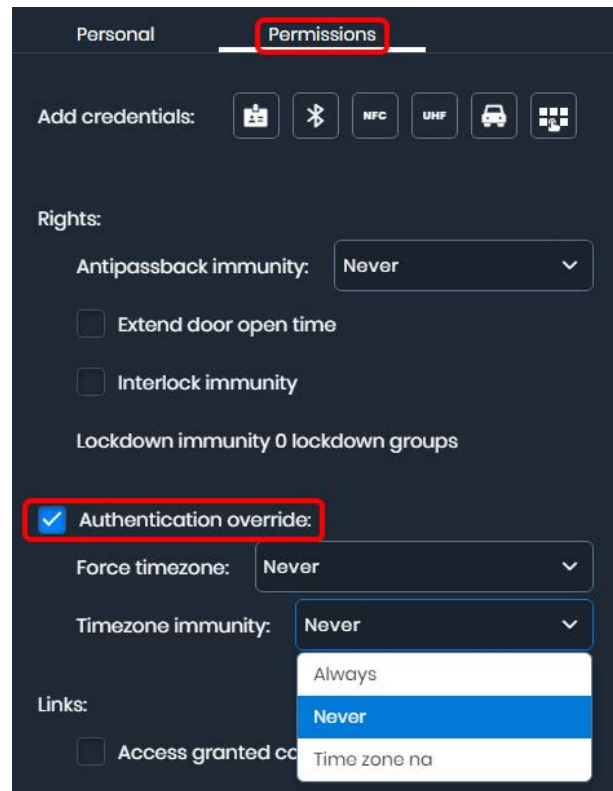 Personal Permissions
Add credentials: NFC UHF
Rights:
Antipassback immunity: Never
Extend door open time
Interlock immunity
Lockdown immunity 0 lockdown groups
Authentication override:
Force timezone: Never
Timezone immunity: Never
Always
Links:
Never
Access granted co
Time zone na